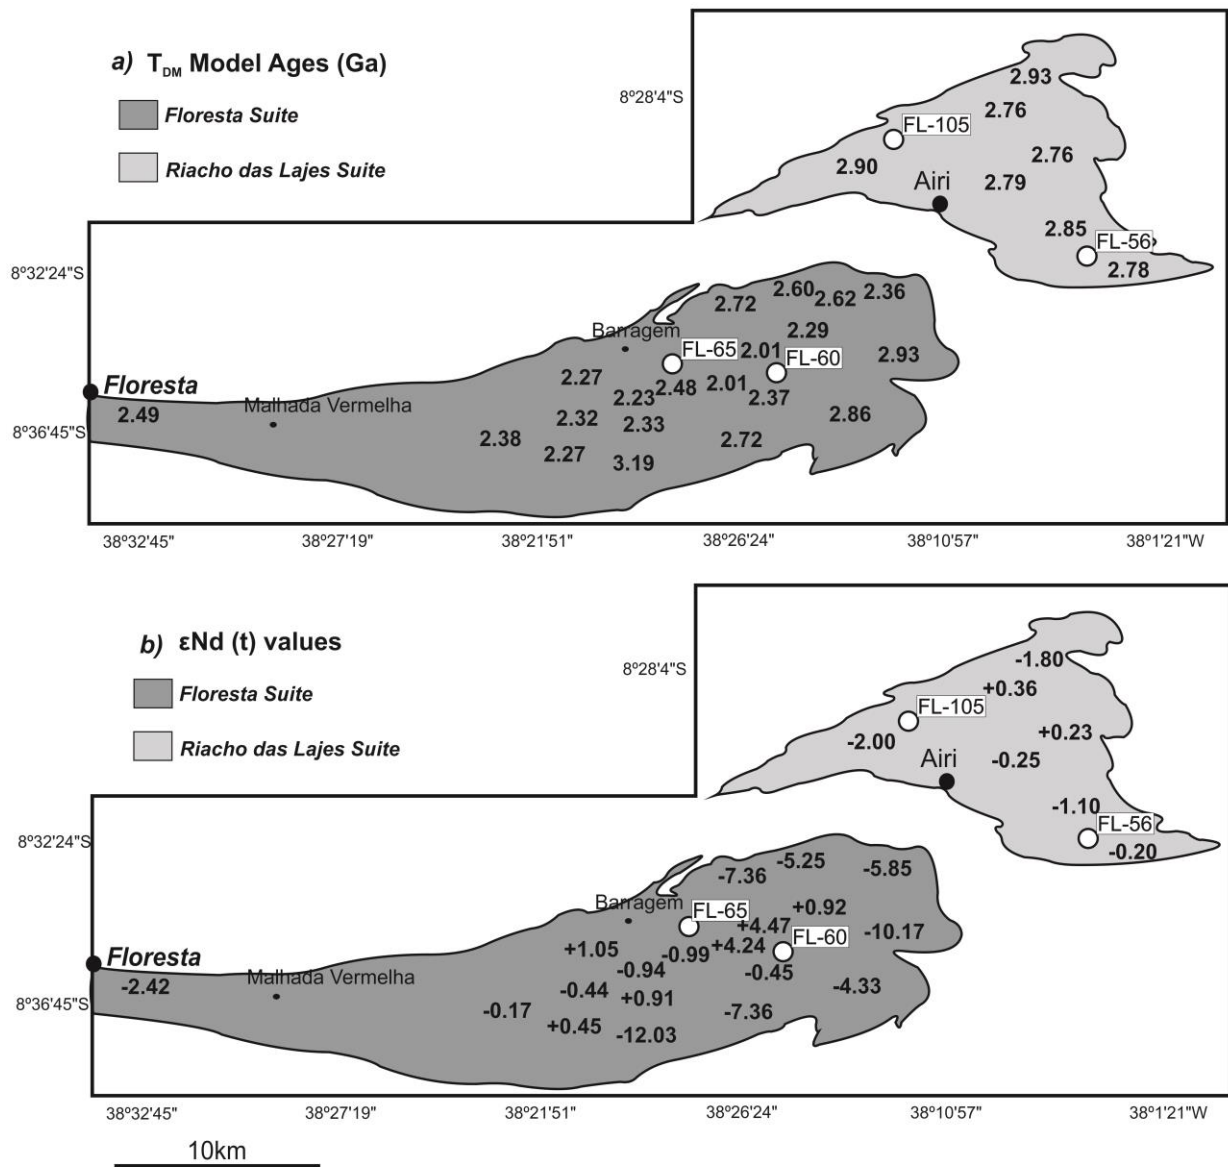 a) TDM Model Ages (Ga)
Floresta Suite
Riacho das Lajes Suite
8º28'4"S
2.93
2.76
FL-105
2.76
2.90
2.79
Airi
2.85
FL-56
2.78
8º32'24"S
2.60
2.36
2.72
2.62
Barragem
2.29
FL-65
2.01
FL-60
2.93
2.27
2.48
2.01
Floresta
2.23
2.37
2.49
Malhada Vermelha
2.32
2.33
2.86
8º36'45"S
2.38
2.72
2.27
3.19
38º32'45"
38º27'19"
38º21'51"
38º26'24"
38º10'57"
38º1'21"W
b) εNd (t) values
Floresta Suite
Riacho das Lajes Suite
8º28'4"S
-1.80
+0.36
FL-105
+0.23
-2.00
-0.25
Airi
-1.10
FL-56
-0.20
8º32'24"S
-5.25
-5.85
-7.36
Barragem
+0.92
FL-65
+4.47
-10.17
+1.05
-0.99
+4.24
FL-60
Floresta
-0.94
-0.45
-2.42
Malhada Vermelha
-0.44
+0.91
-4.33
8º36'45"S
-0.17
-7.36
+0.45
-12.03
38º32'45"
38º27'19"
38º21'51"
38º26'24"
38º10'57"
38º1'21"W
10km